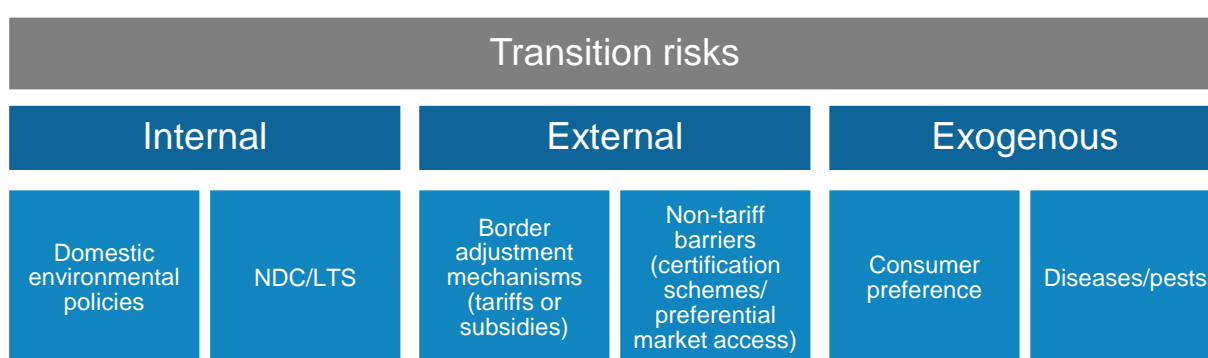 Transition risks
Internal
External
Exogenous
Domestic
environmental
policies
NDC/LTS
Border
adjustment
mechanisms
(tariffs or
subsidies)
Non-tariff
barriers
(certification
schemes/
preferential
market access)
Consumer
preference
Diseases/pests